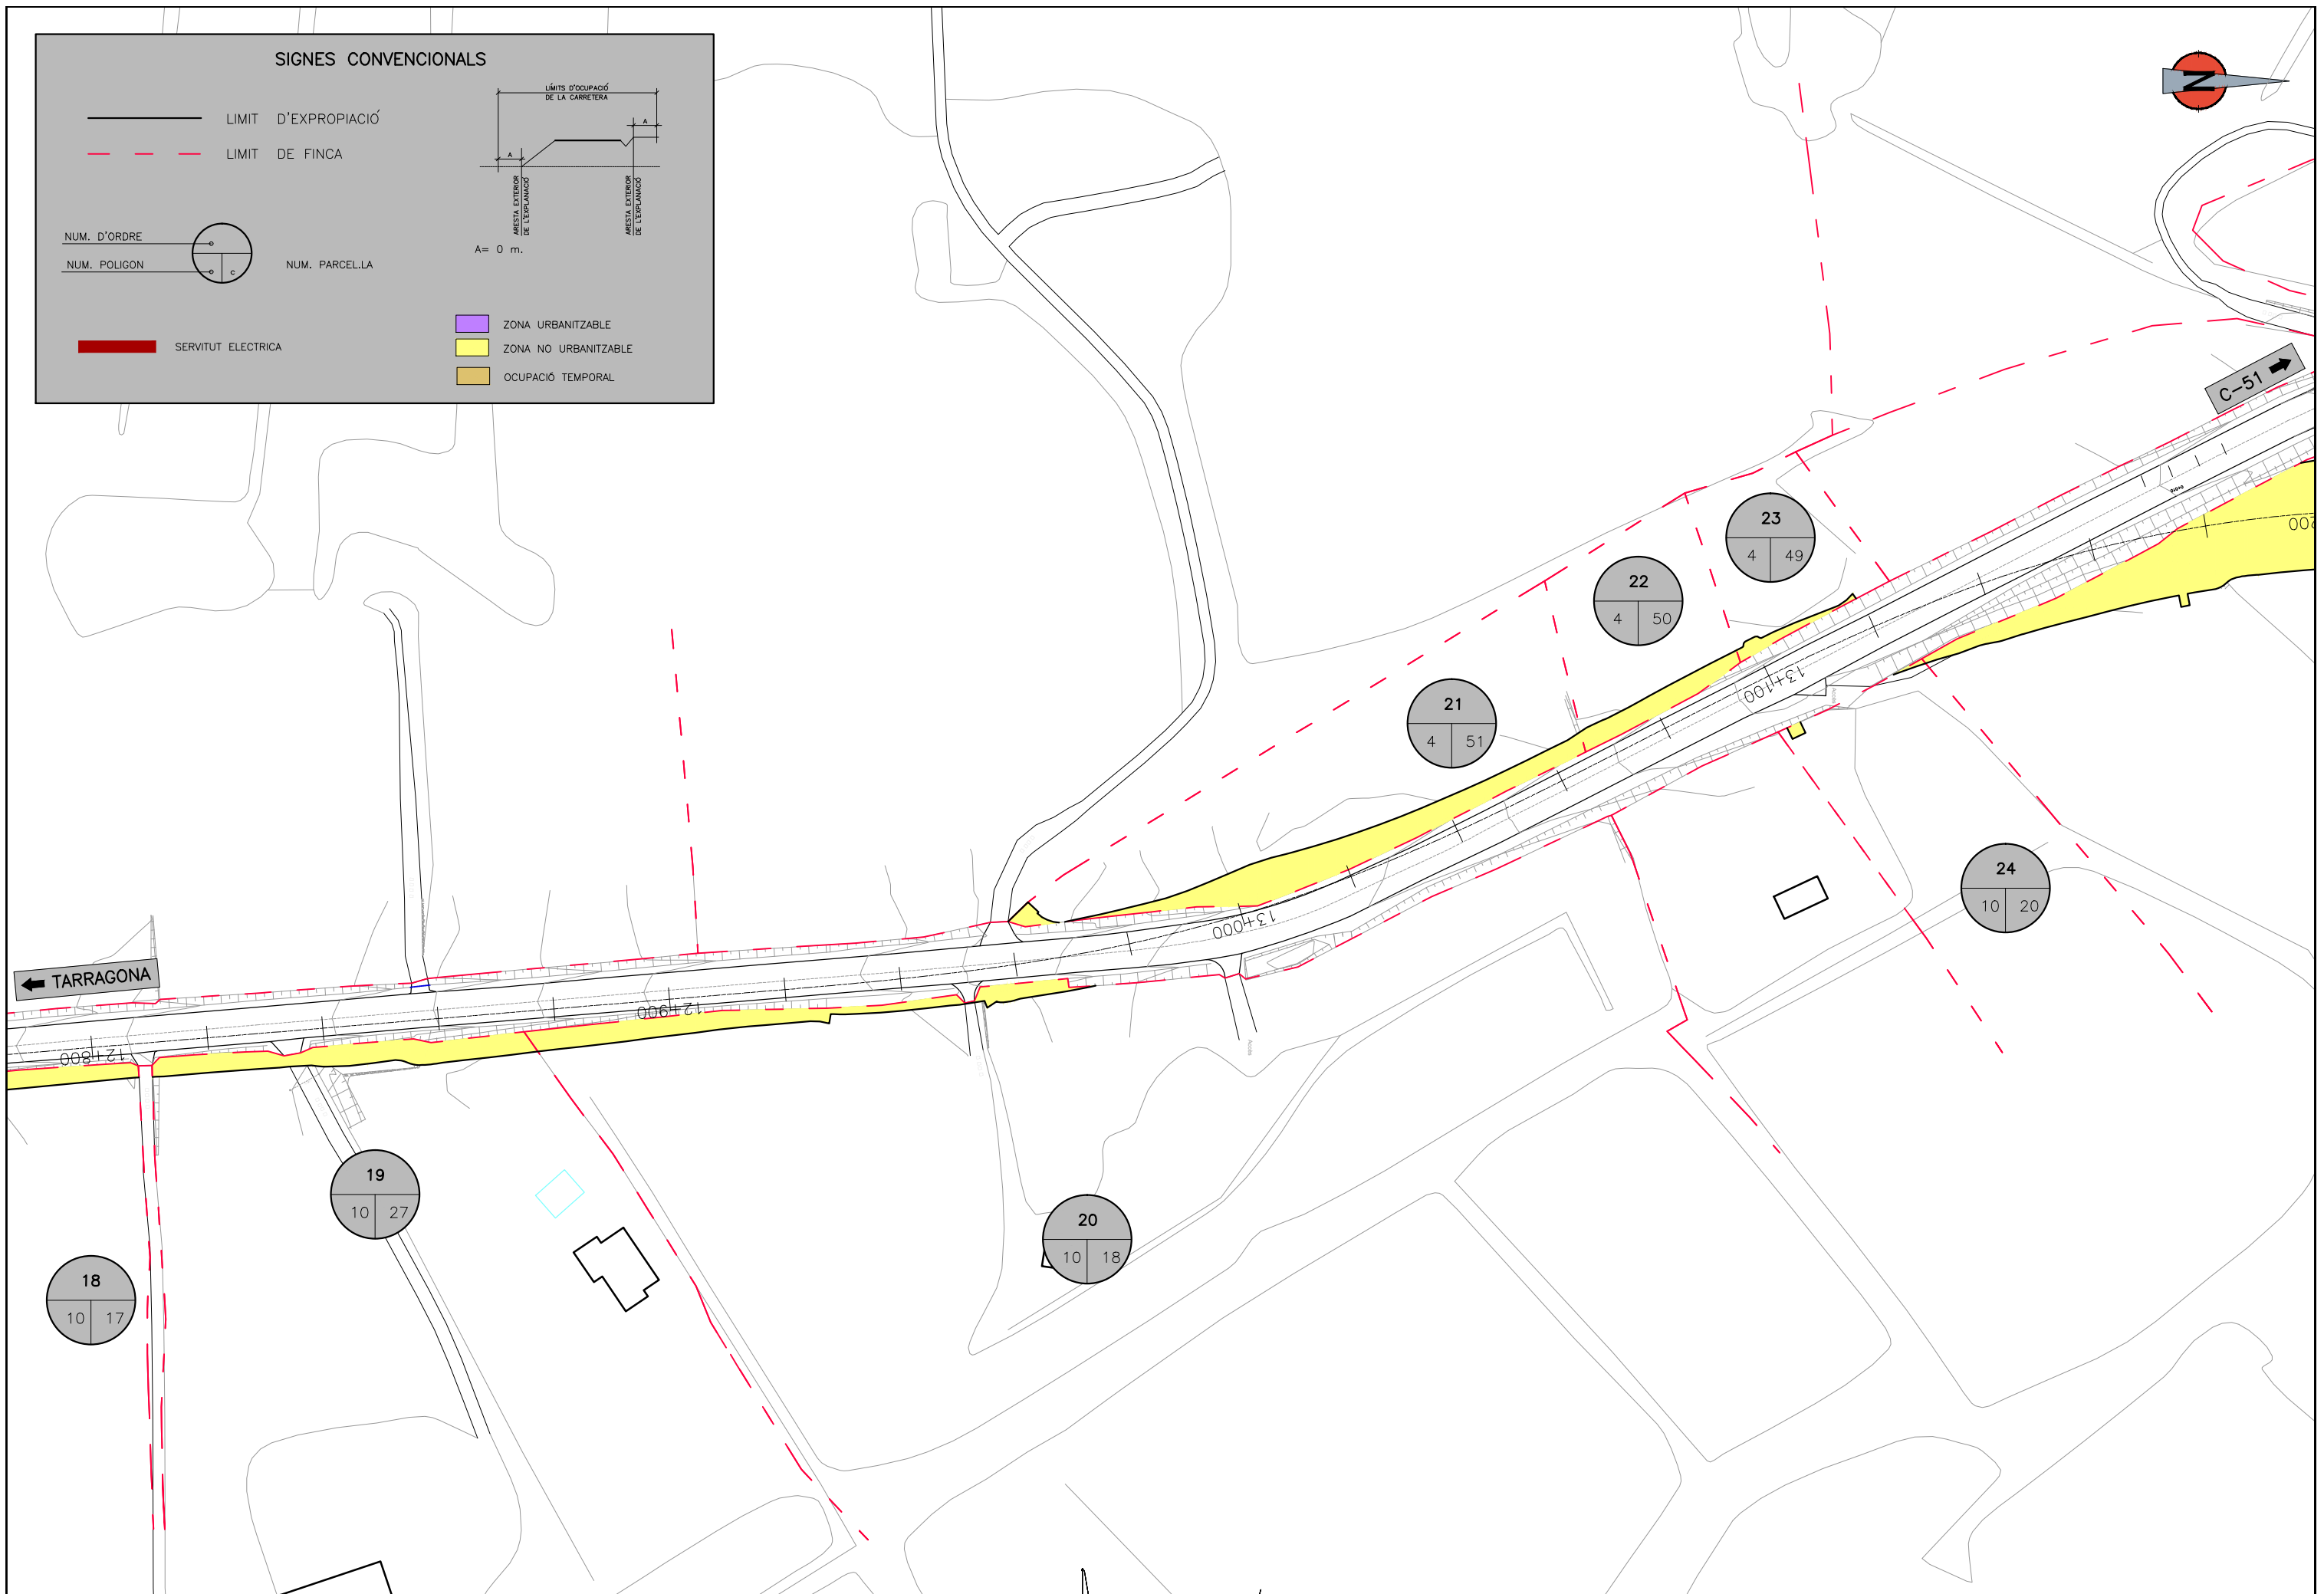 SIGNES CONVENCIONALS
LIMIT D'EXPROPIACIÓ
LIMIT DE FINCA
LÍMITS D'OCUPACIÓ
DE LA CARRETERA
A
A
ARESTA EXTERIOR
DE L'EXPLANACIÓ
ARESTA EXTERIOR
DE L'EXPLANACIÓ
A= 0 m.
NUM. D'ORDRE
NUM. POLIGON
c
NUM. PARCEL.LA
SERVITUT ELECTRICA
ZONA URBANITZABLE
ZONA NO URBANITZABLE
OCUPACIÓ TEMPORAL
N
C-51
23
4 49
22
4 50
21
4 51
13+100
13+000
TARRAGONA
12+900
12+800
24
10 20
Accés
Accés
19
10 27
20
10 18
18
10 17
200